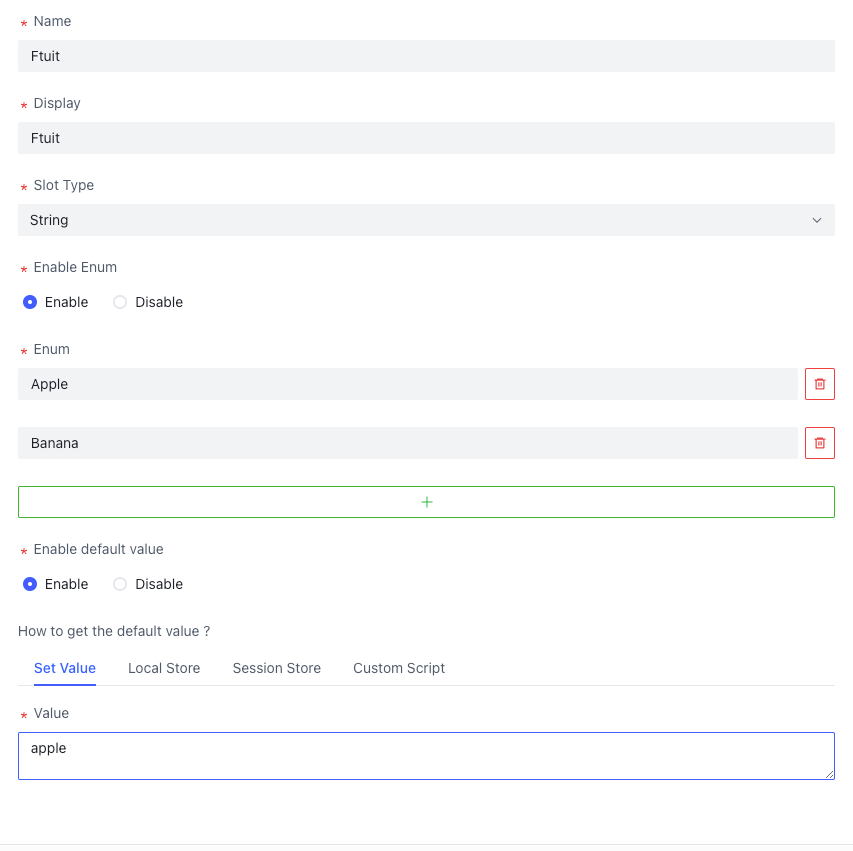 * Name
Ftuit
* Display
Ftuit
* Slot Type
String
* Enable Enum
Enable Disable
* Enum
Apple
Banana
+
* Enable default value
Enable Disable
How to get the default value ?
Set Value Local Store Session Store Custom Script
* Value
apple